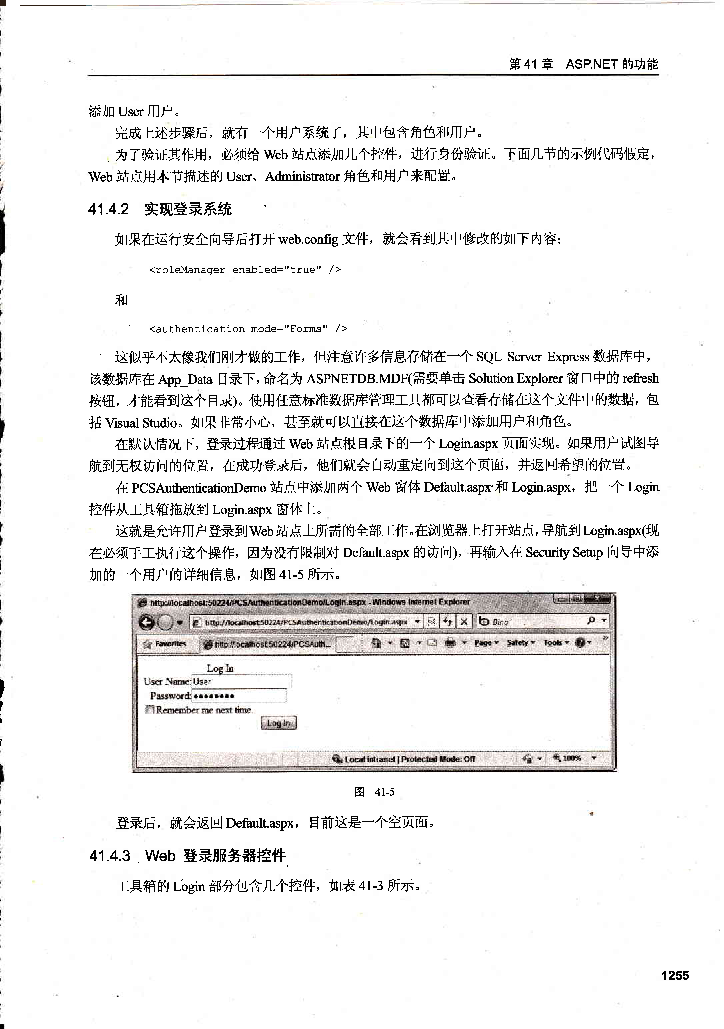 第 41 章 ASP.NET 的功能
添加 User 用户。
完成上述步骤后，就有一个用户系统了，其中包含角色和用户。
为了验证其作用，必须给 Web 站点添加几个控件，进行身份验证。下面几节的示例代码假定，
Web 站点用本节描述的 User、Administrator 角色和用户来配置。
41.4.2 实现登录系统
如果在运行安全向导后打开 web.config 文件，就会看到其中修改的如下内容：
<roleManager enabled="true" />
和
<authentication mode="Forms" />
这似乎不太像我们刚才做的工作，但注意许多信息存储在一个 SQL Server Express 数据库中，
该数据库在 App_Data 目录下，命名为 ASPNETDB.MDF(需要单击 Solution Explorer 窗口中的 refresh
按钮，才能看到这个目录)。使用任意标准数据库管理工具都可以查看存储在这个文件中的数据，包
括 Visual Studio。如果非常小心，甚至就可以直接在这个数据库中添加用户和角色。
在默认情况下，登录过程通过 Web 站点根目录下的一个 Login.aspx 页面实现。如果用户试图导
航到无权访问的位置，在成功登录后，他们就会自动重定向到这个页面，并返回希望的位置。
在 PCSAuthenticationDemo 站点中添加两个 Web 窗体 Default.aspx 和 Login.aspx，把一个 Login
控件从工具箱拖放到 Login.aspx 窗体上。
这就是允许用户登录到 Web 站点上所需的全部工作。在浏览器上打开站点，导航到 Login.aspx(现
在必须手工执行这个操作，因为没有限制对 Default.aspx 的访问)，再输入在 Security Setup 向导中添
加的一个用户的详细信息，如图 41-5 所示。
http://localhost:50224/PCSAuthenticationDemo/Login.aspx - Windows Internet Explorer
http://localhost:50224/PCSAuthenticationDemo/Login.aspx Bing
Favorites http://localhost:50224/PCSAuth... Page Safety Tools
Log In
User Name: User
Password: ••••••••
Remember me next time.
Log In
Local intranet | Protected Mode: Off 100%
图 41-5
登录后，就会返回 Default.aspx，目前这是一个空页面。
41.4.3 Web 登录服务器控件
工具箱的 Login 部分包含几个控件，如表 41-3 所示。
1255